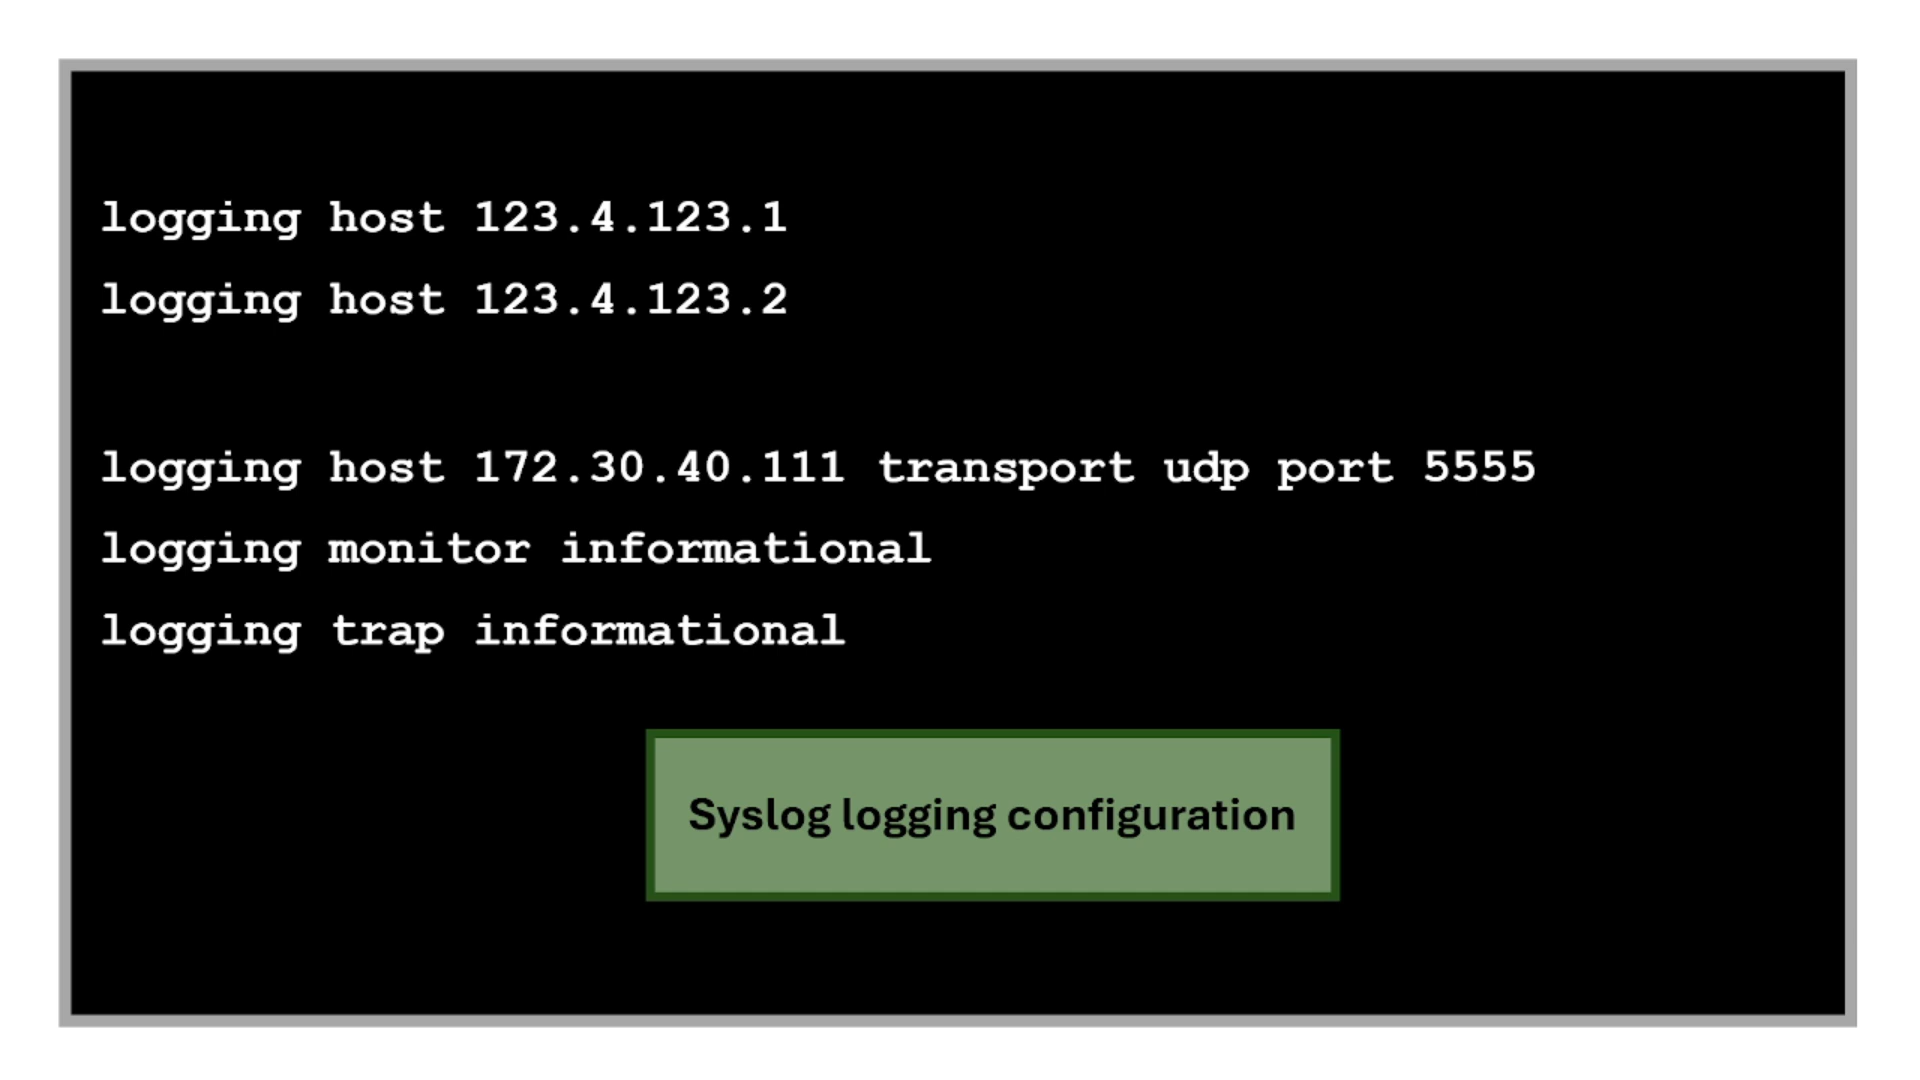 logging host 123.4.123.1
logging host 123.4.123.2
logging host 172.30.40.111 transport udp port 5555
logging monitor informational
logging trap informational
Syslog logging configuration